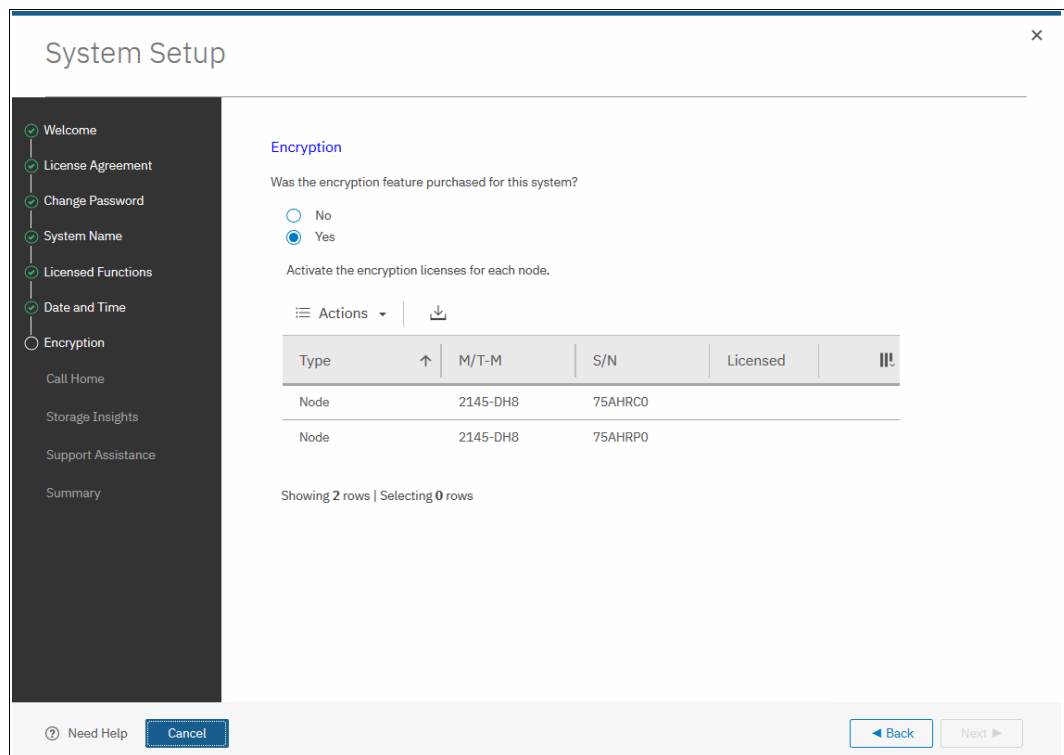 System Setup
Welcome
License Agreement
Change Password
System Name
Licensed Functions
Date and Time
Encryption
Call Home
Storage Insights
Support Assistance
Summary
Encryption
Was the encryption feature purchased for this system?
No
Yes
Activate the encryption licenses for each node.
Actions
Type M/T-M S/N Licensed
Node 2145-DH8 75AHRC0
Node 2145-DH8 75AHRP0
Showing 2 rows | Selecting 0 rows
Need Help Cancel Back Next